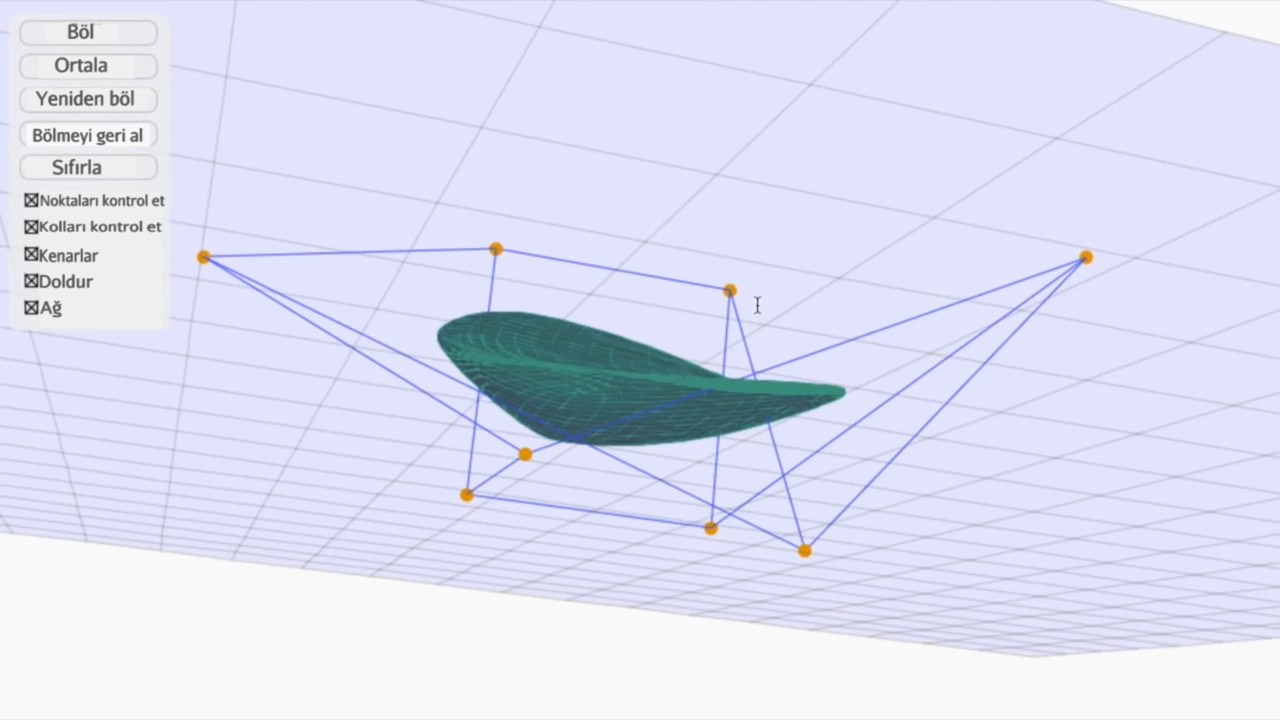 Böl
Ortala
Yeniden böl
Bölmeyi geri al
Sıfırla
Noktaları kontrol et
Kolları kontrol et
Kenarlar
Doldur
Ağ